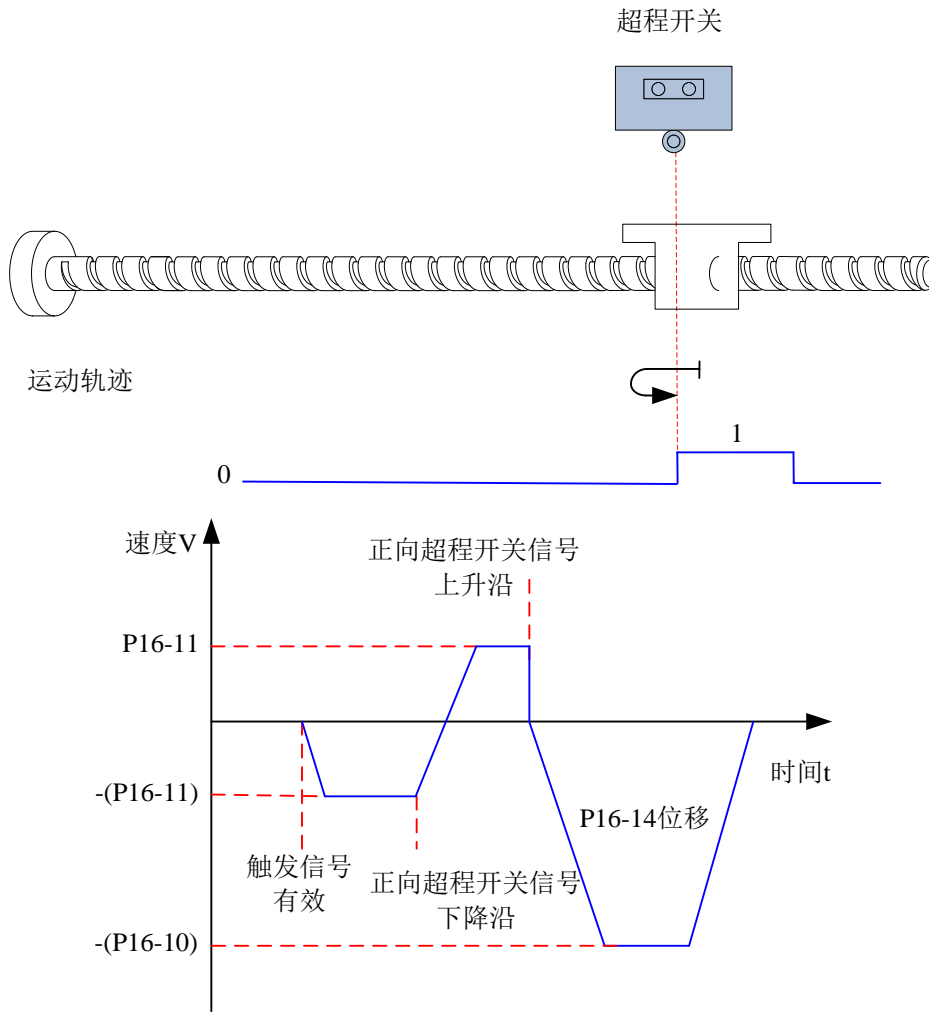 超程开关
运动轨迹
1
0
速度V
正向超程开关信号
上升沿
P16-11
时间t
-(P16-11)
P16-14位移
触发信号
有效
正向超程开关信号
下降沿
-(P16-10)